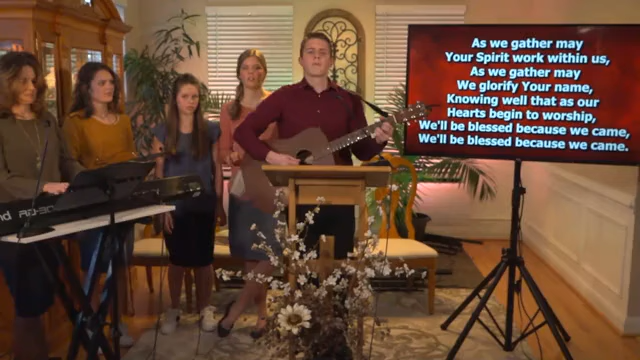 As we gather may
Your Spirit work within us,
As we gather may
We glorify Your name,
Knowing well that as our
Hearts begin to worship,
We'll be blessed because we came,
We'll be blessed because we came.